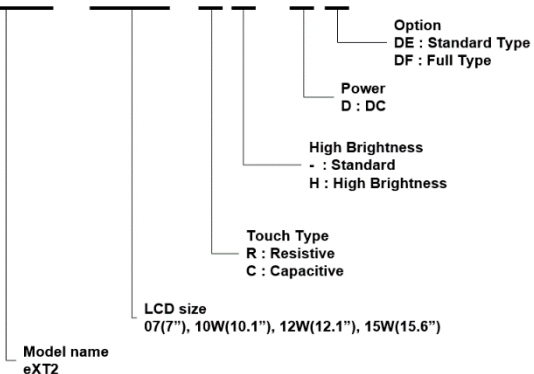 Option
DE : Standard Type
DF : Full Type
Power
D : DC
High Brightness
- : Standard
H : High Brightness
Touch Type
R : Resistive
C : Capacitive
LCD size
07(7”), 10W(10.1”), 12W(12.1”), 15W(15.6”)
Model name
eXT2